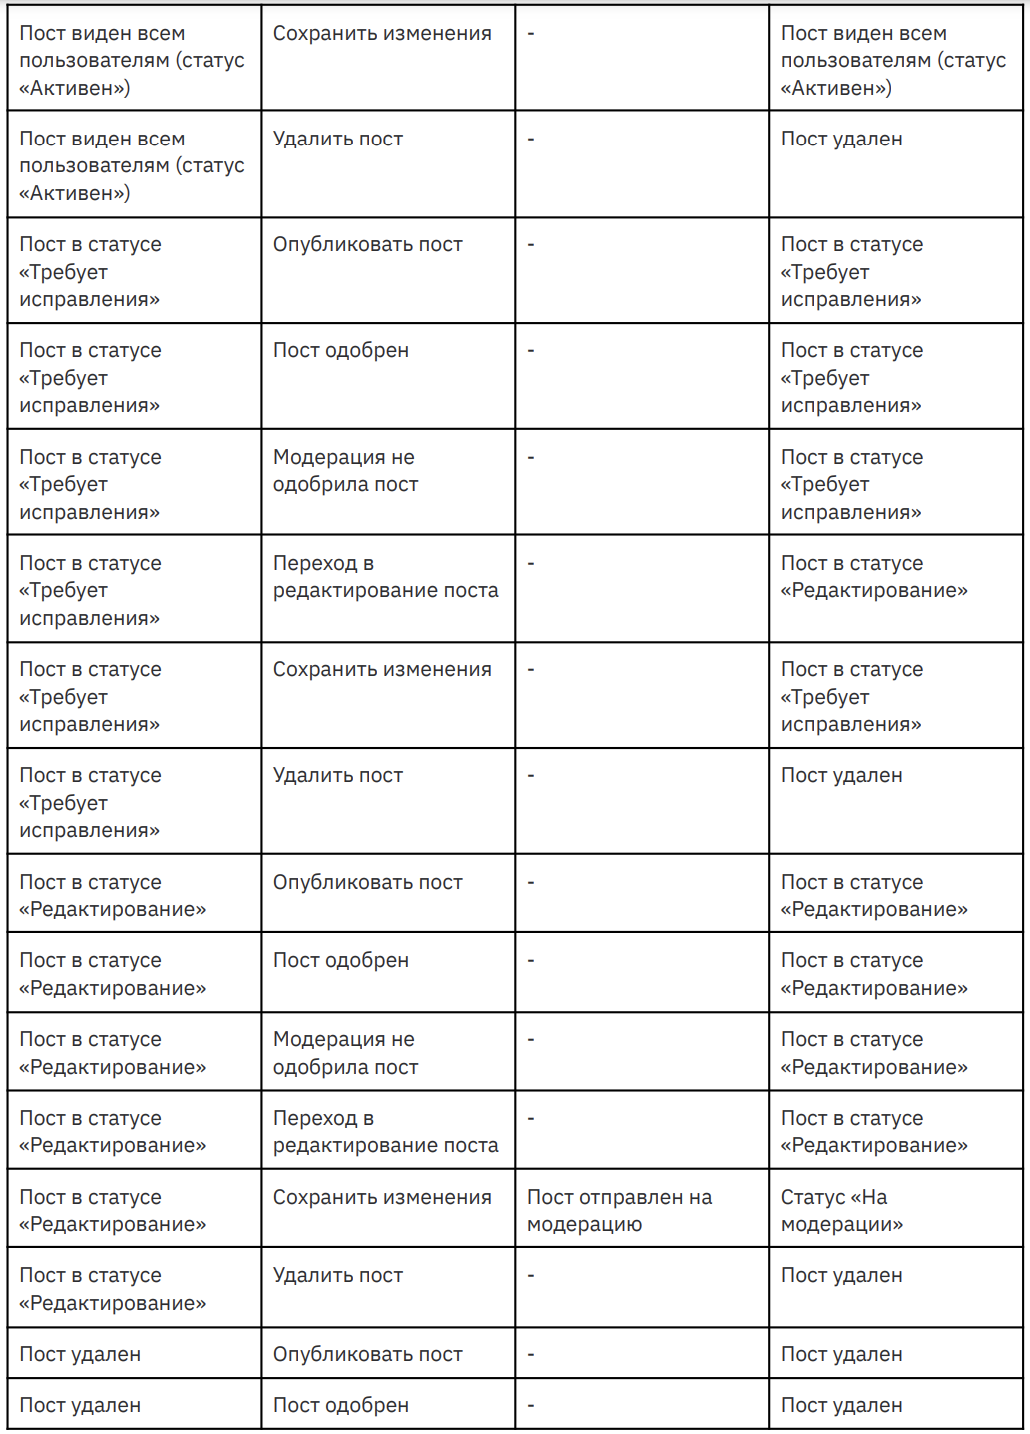 Пост виден всем
пользователям (статус
«Активен»)
Сохранить изменения
-
Пост виден всем
пользователям (статус
«Активен»)
Пост виден всем
пользователям (статус
«Активен»)
Удалить пост
-
Пост удален
Пост в статусе
«Требует
исправления»
Опубликовать пост
-
Пост в статусе
«Требует
исправления»
Пост в статусе
«Требует
исправления»
Пост одобрен
-
Пост в статусе
«Требует
исправления»
Пост в статусе
«Требует
исправления»
Модерация не
одобрила пост
-
Пост в статусе
«Требует
исправления»
Пост в статусе
«Требует
исправления»
Переход в
редактирование поста
-
Пост в статусе
«Редактирование»
Пост в статусе
«Требует
исправления»
Сохранить изменения
-
Пост в статусе
«Требует
исправления»
Пост в статусе
«Требует
исправления»
Удалить пост
-
Пост удален
Пост в статусе
«Редактирование»
Опубликовать пост
-
Пост в статусе
«Редактирование»
Пост в статусе
«Редактирование»
Пост одобрен
-
Пост в статусе
«Редактирование»
Пост в статусе
«Редактирование»
Модерация не
одобрила пост
-
Пост в статусе
«Редактирование»
Пост в статусе
«Редактирование»
Переход в
редактирование поста
-
Пост в статусе
«Редактирование»
Пост в статусе
«Редактирование»
Сохранить изменения
Пост отправлен на
модерацию
Статус «На
модерации»
Пост в статусе
«Редактирование»
Удалить пост
-
Пост удален
Пост удален
Опубликовать пост
-
Пост удален
Пост удален
Пост одобрен
-
Пост удален